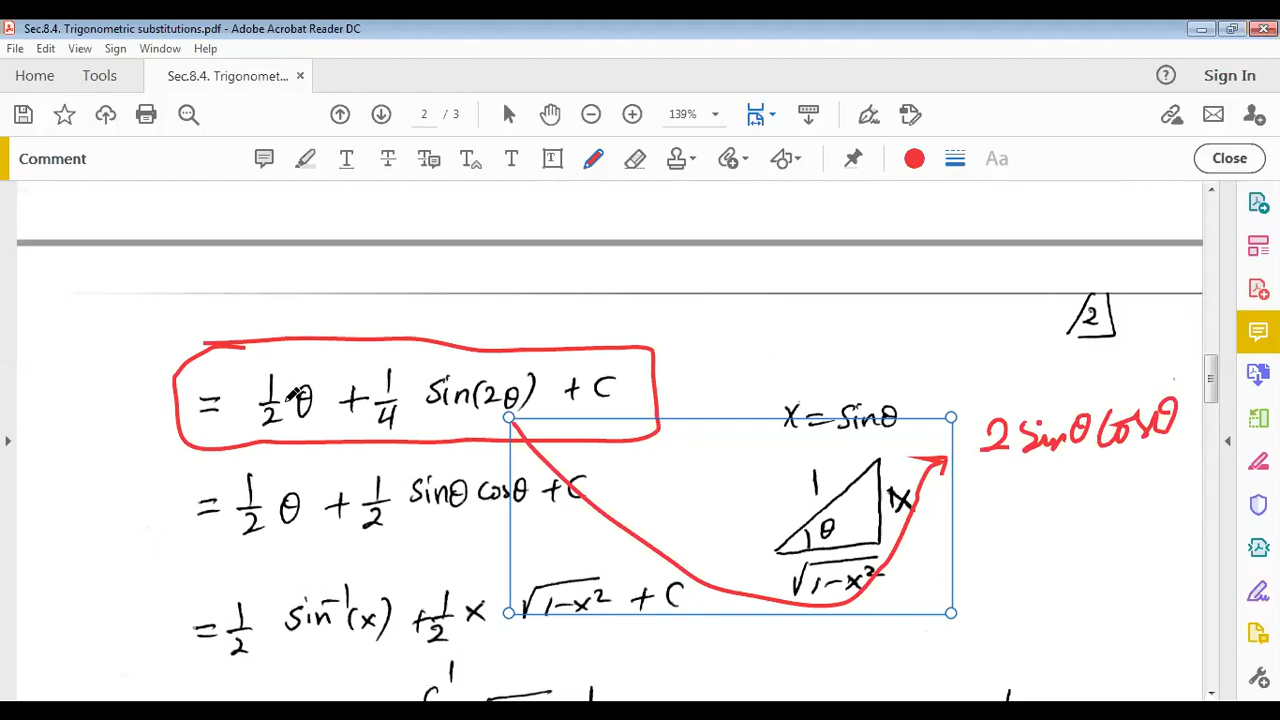 Sec.8.4. Trigonometric substitutions.pdf - Adobe Acrobat Reader DC
File Edit View Sign Window Help
Home Tools Sec.8.4. Trigonomet... × ? Sign In
2 / 3 139%
Comment Aa Close
2
= 1/2 θ + 1/4 sin(2θ) + C
x = sinθ
2 sinθ cosθ
= 1/2 θ + 1/2 sinθ cosθ + C
1 θ x √1-x²
= 1/2 sin⁻¹(x) + 1/2 x √1-x² + C